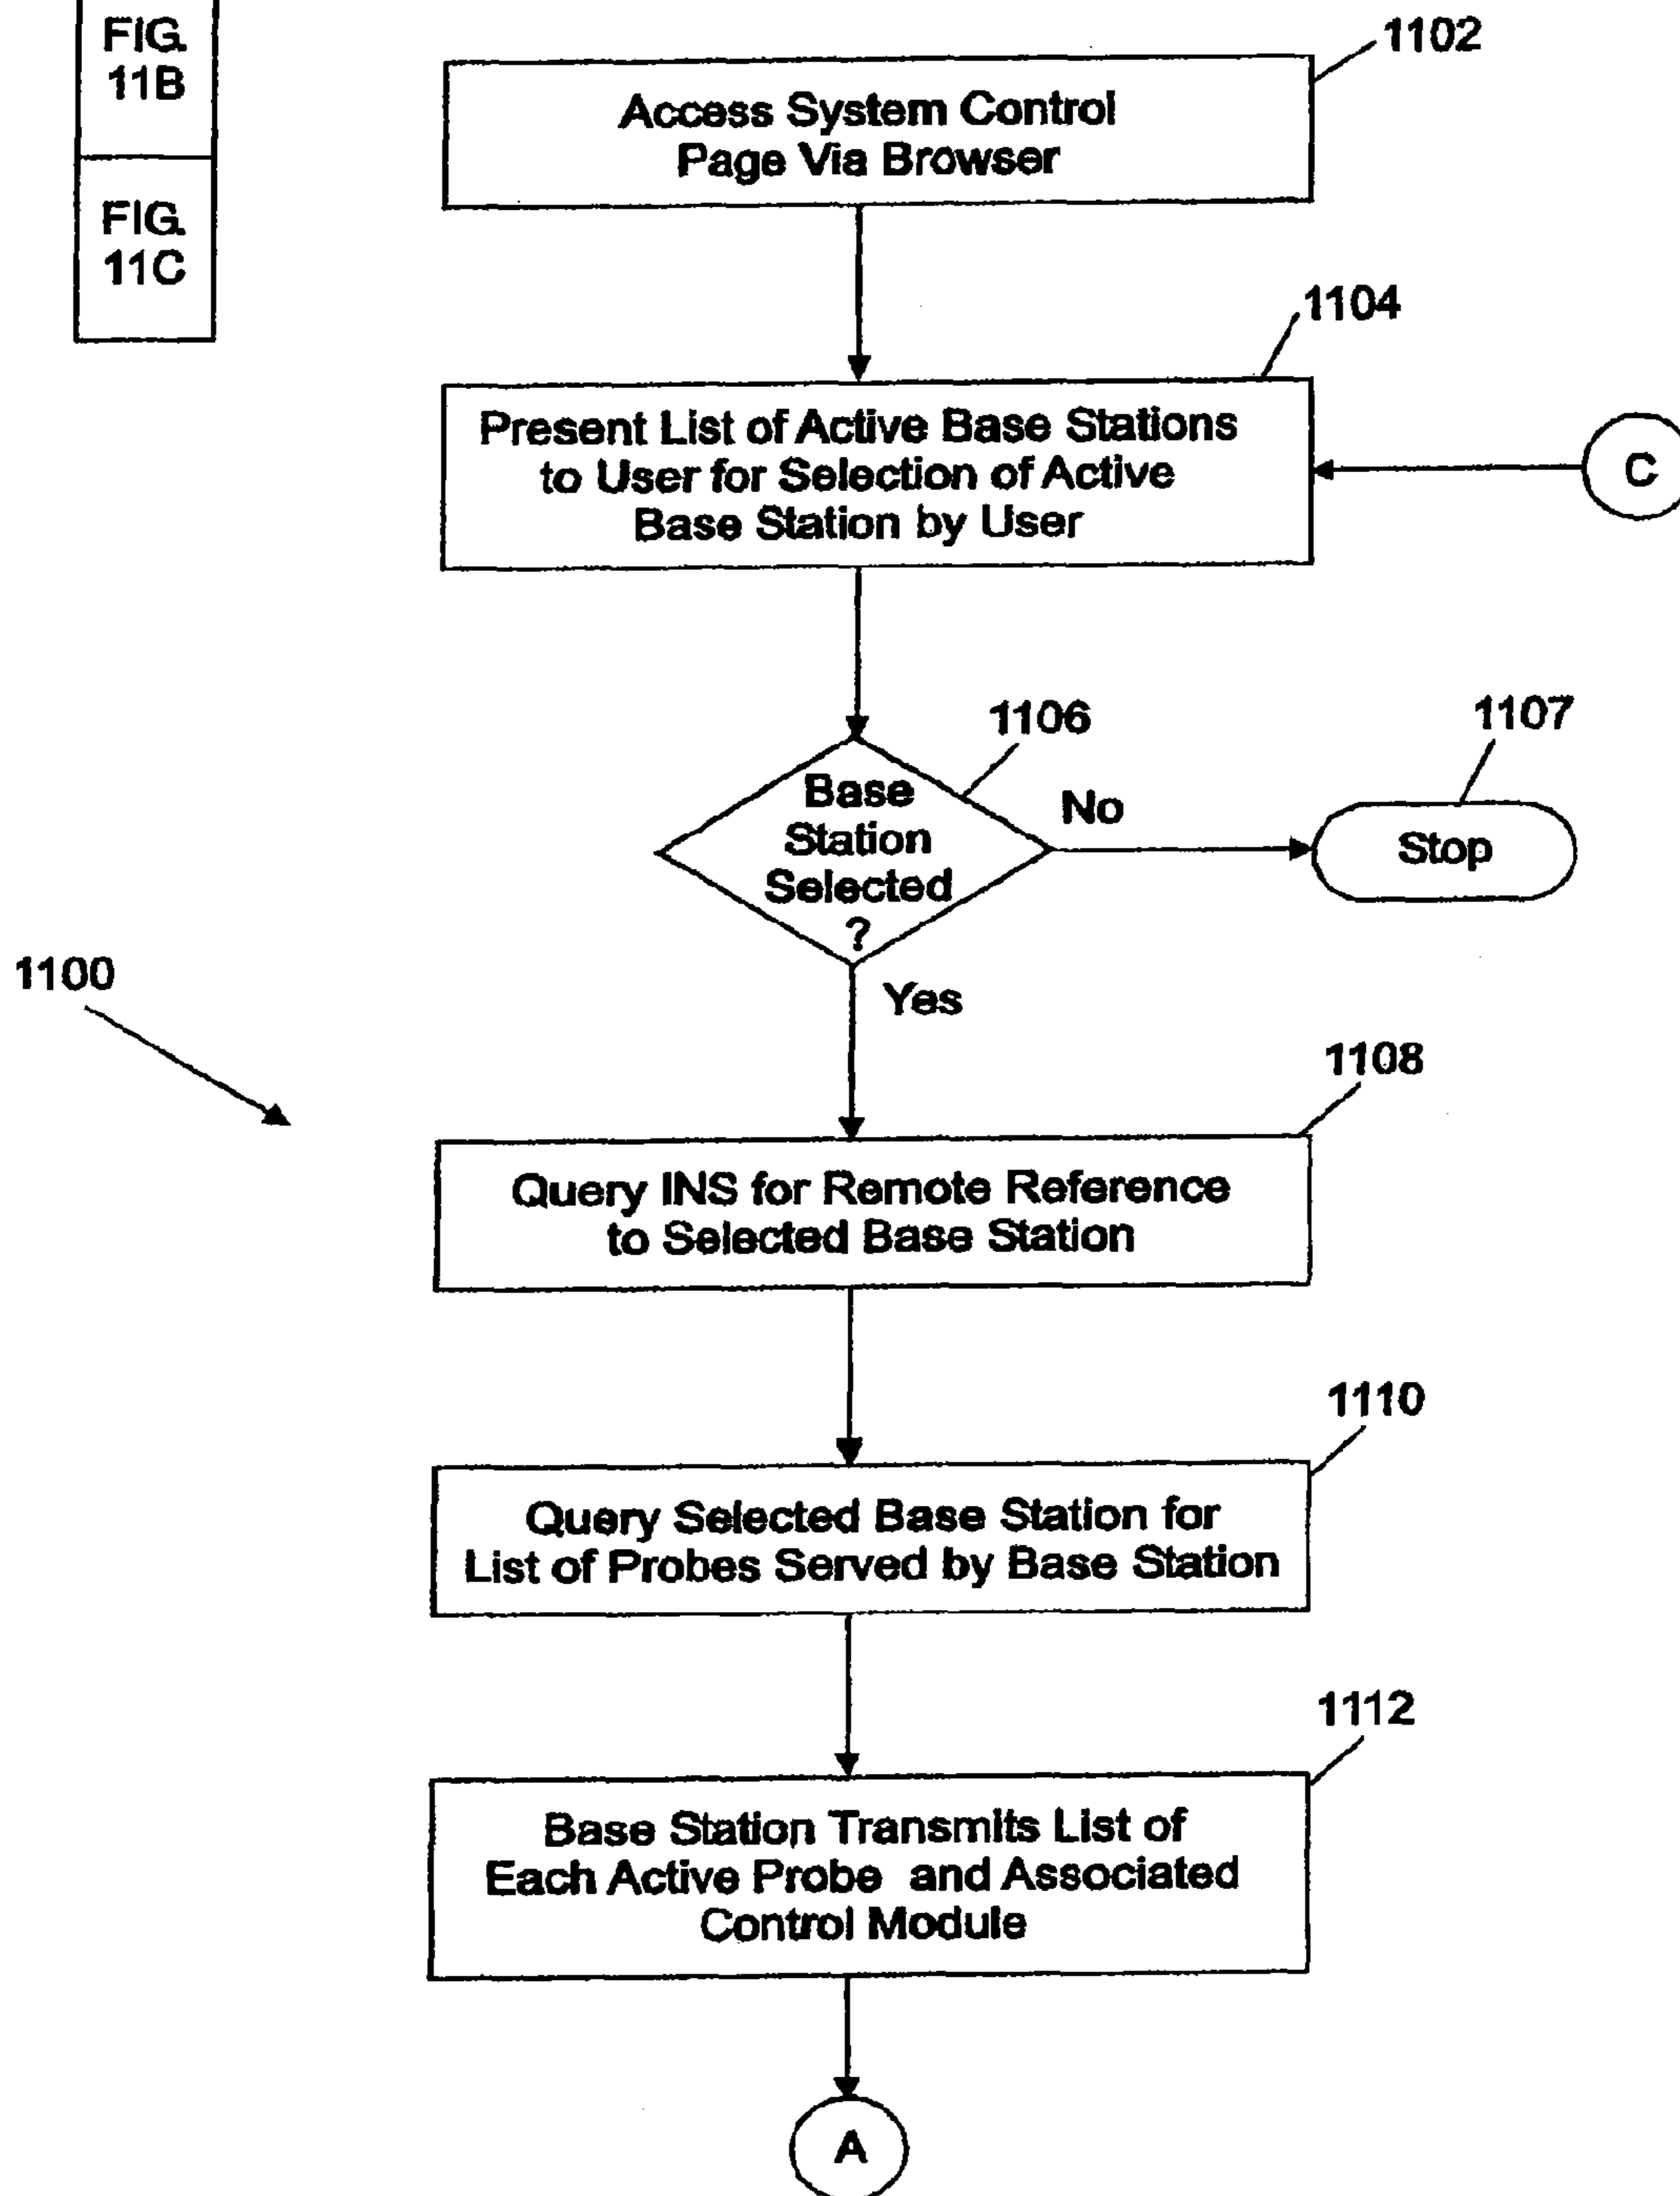 FIG.
11B
FIG.
11C
1102
Access System Control
Page Via Browser
1104
Present List of Active Base Stations
to User for Selection of Active
Base Station by User
C
1106
Base
Station
Selected
?
No
1107
Stop
1100
Yes
1108
Query INS for Remote Reference
to Selected Base Station
1110
Query Selected Base Station for
List of Probes Served by Base Station
1112
Base Station Transmits List of
Each Active Probe and Associated
Control Module
A